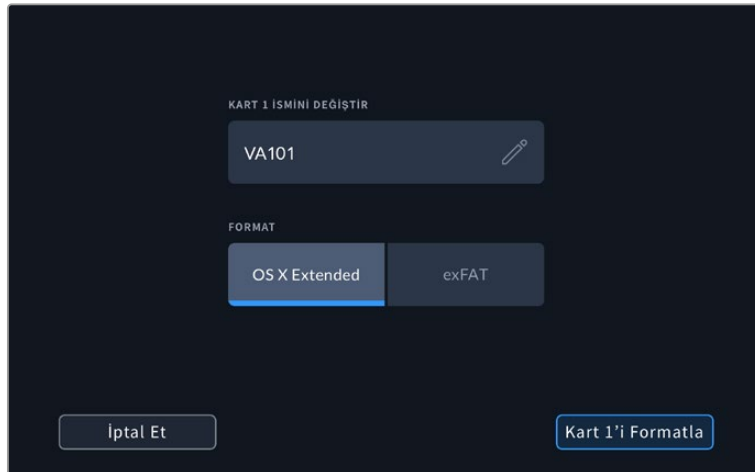 KART 1 İSMİNİ DEĞİŞTİR
VA101
FORMAT
OS X Extended
exFAT
İptal Et
Kart 1’i Formatla